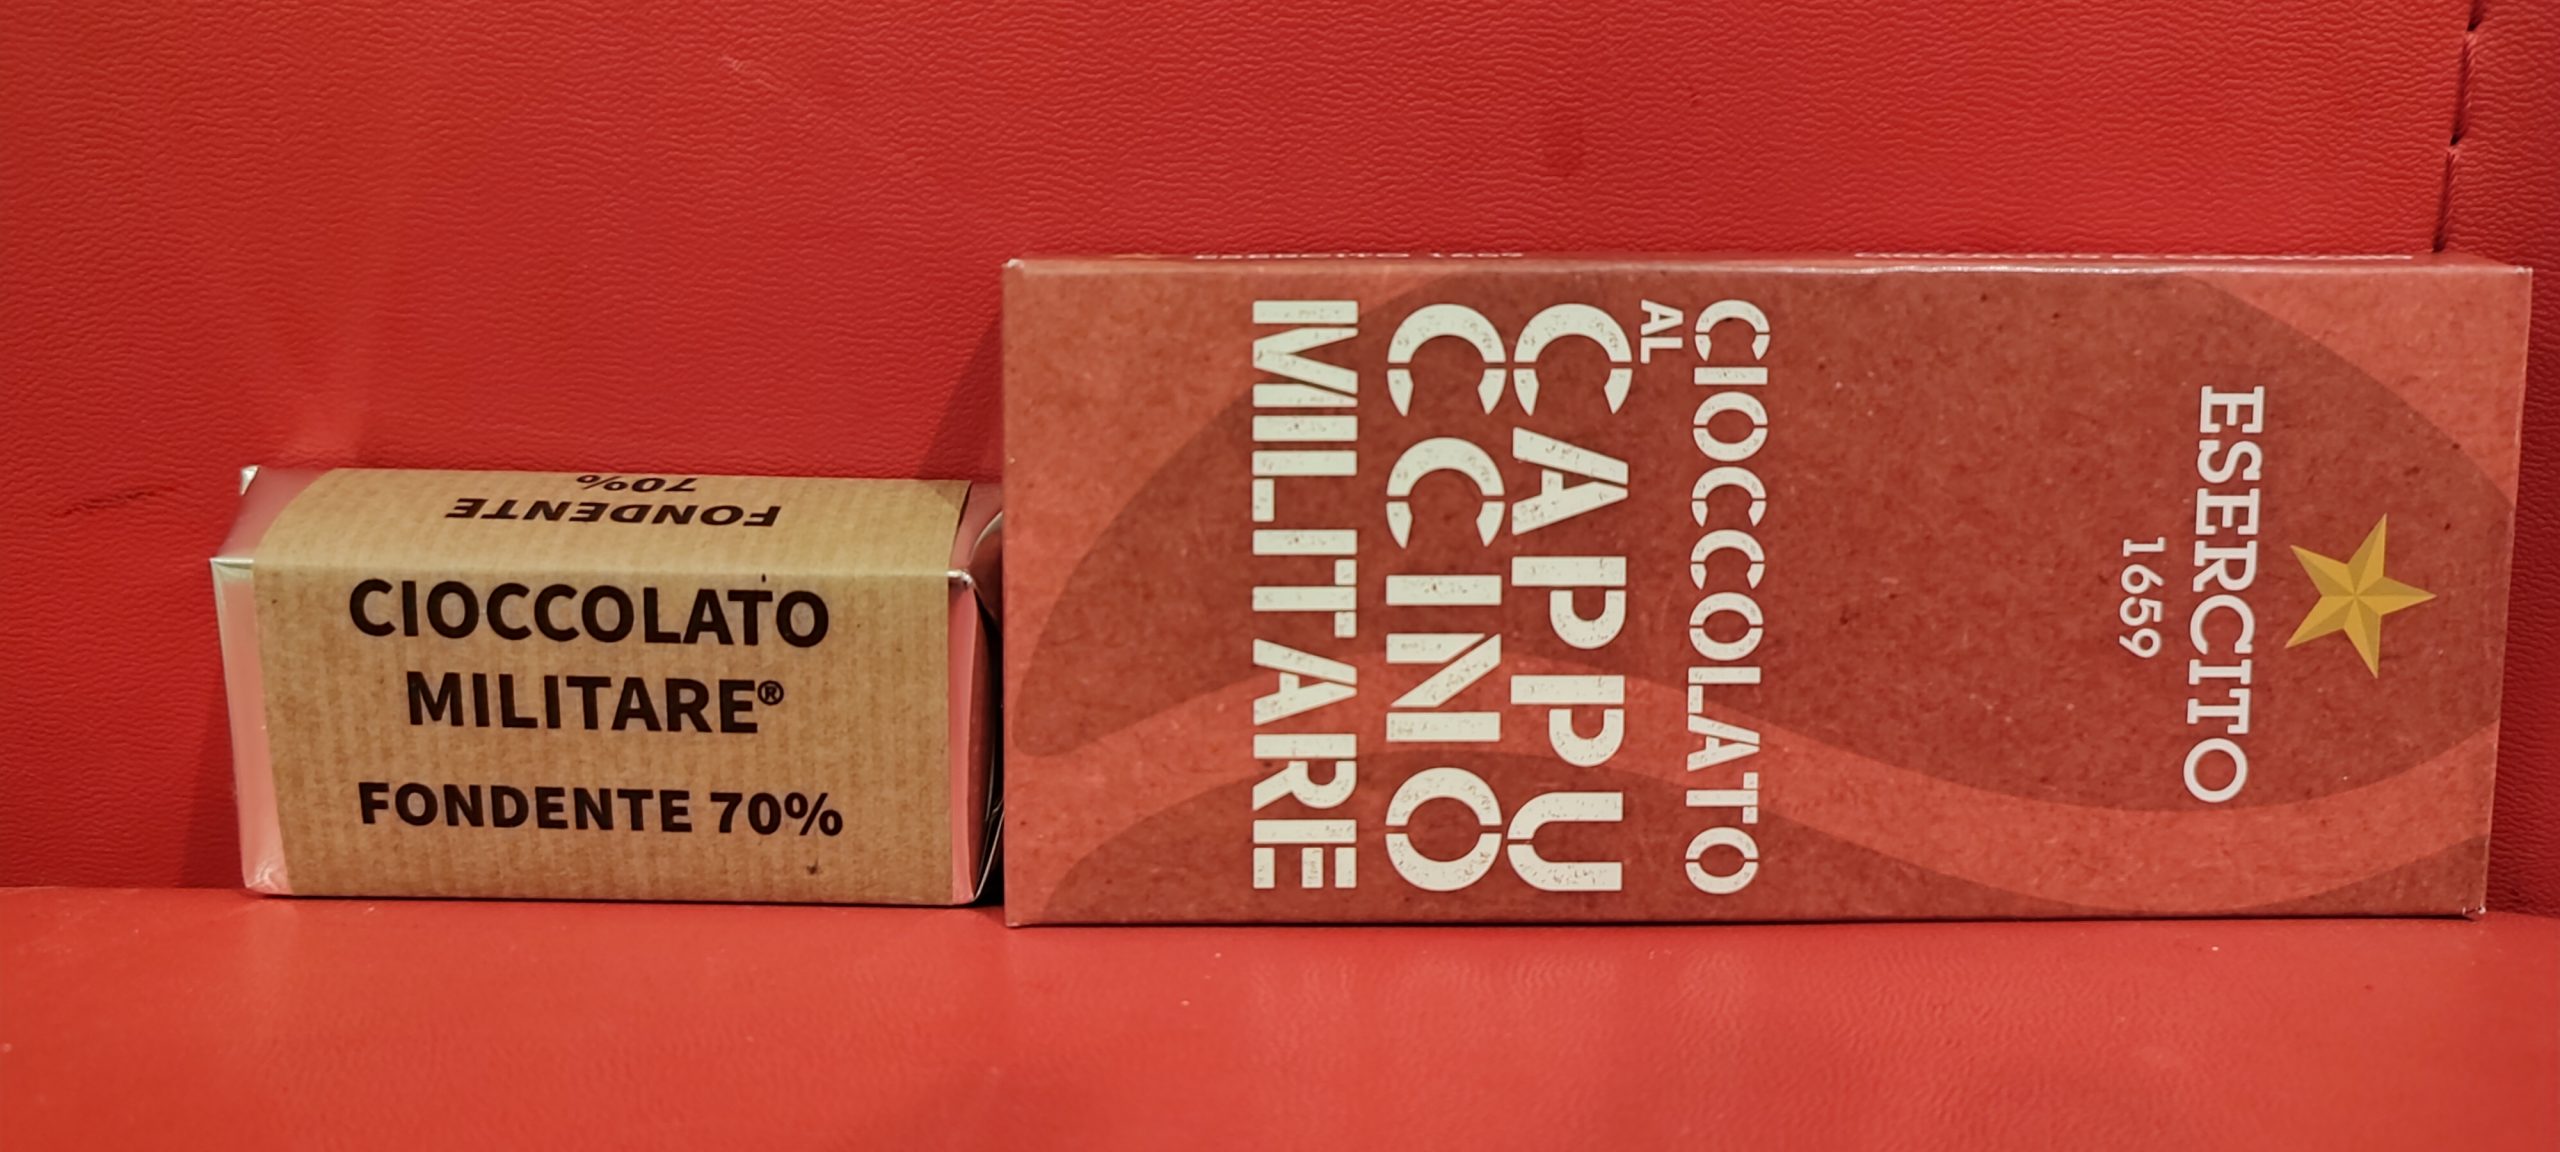 FONDENTE
70%
CIOCCOLATO
MILITARE®
FONDENTE 70%
ESERCITO
1659
CIOCCOLATO
AL
CAPPU
CCINO
MILITARE